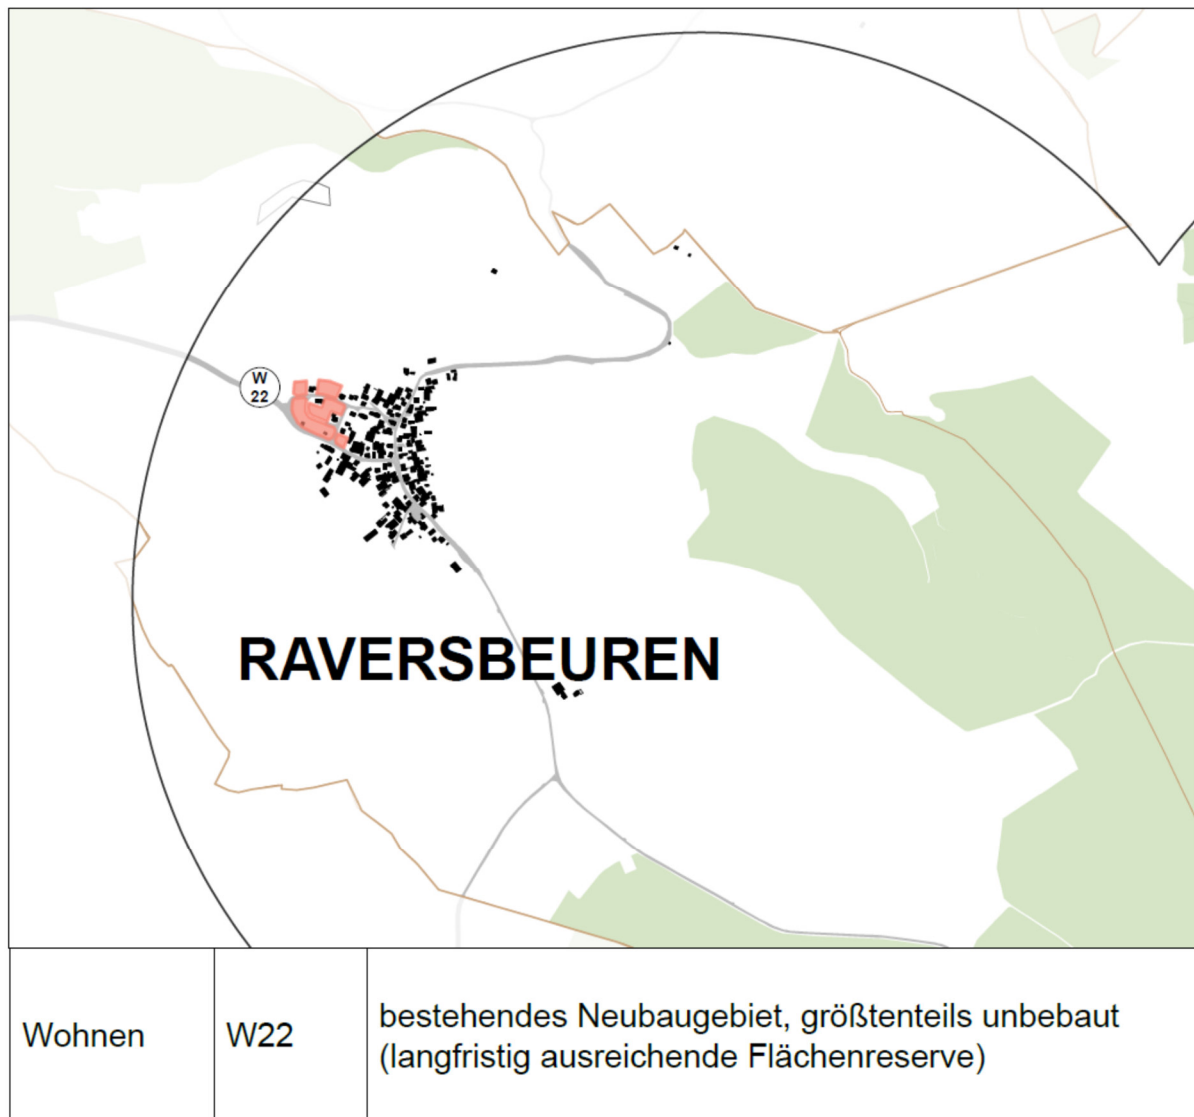 W
22
RAVERSBEUREN
Wohnen
W22
bestehendes Neubaugebiet, größtenteils unbebaut
(langfristig ausreichende Flächenreserve)